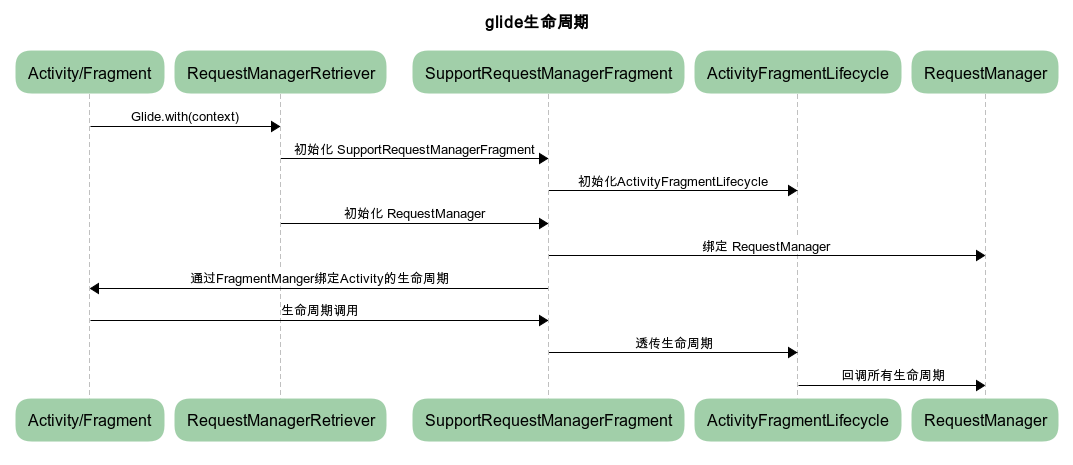 glide生命周期
Activity/Fragment RequestManagerRetriever SupportRequestManagerFragment ActivityFragmentLifecycle RequestManager
Glide.with(context)
初始化 SupportRequestManagerFragment
初始化ActivityFragmentLifecycle
初始化 RequestManager
绑定 RequestManager
通过FragmentManger绑定Activity的生命周期
生命周期调用
透传生命周期
回调所有生命周期
Activity/Fragment RequestManagerRetriever SupportRequestManagerFragment ActivityFragmentLifecycle RequestManager